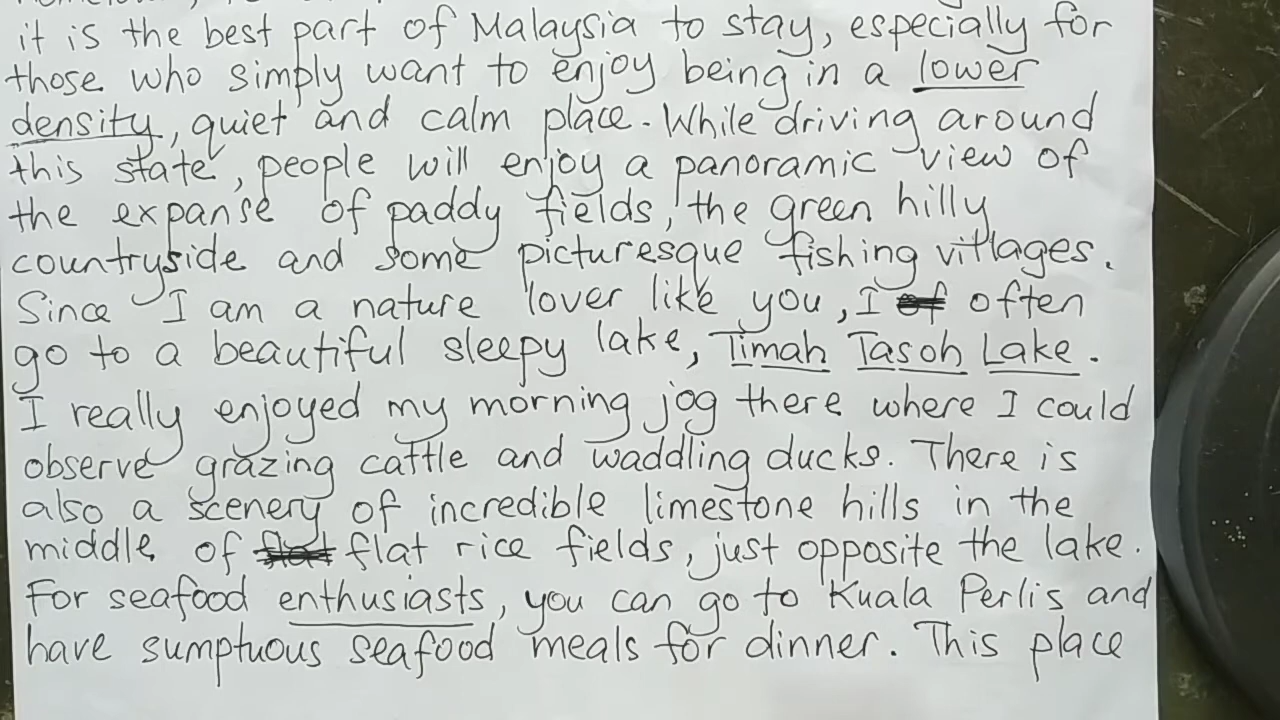 it is the best part of Malaysia to stay, especially for
those who simply want to enjoy being in a lower
density, quiet and calm place. While driving around
this state, people will enjoy a panoramic view of
the expanse of paddy fields, the green hilly
countryside and some picturesque fishing villages.
Since I am a nature lover like you, I of often
go to a beautiful sleepy lake, Timah Tasoh Lake.
I really enjoyed my morning jog there where I could
observe grazing cattle and waddling ducks. There is
also a scenery of incredible limestone hills in the
middle of flat flat rice fields, just opposite the lake.
For seafood enthusiasts, you can go to Kuala Perlis and
have sumptuous seafood meals for dinner. This place